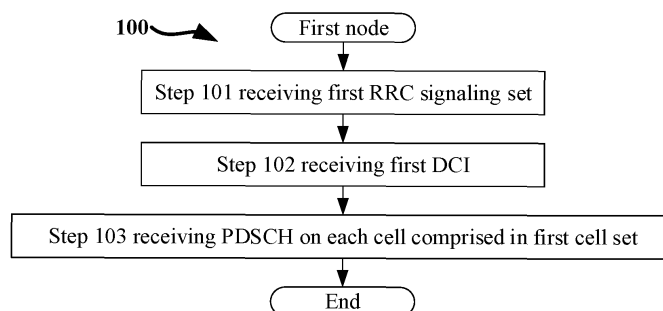 100
First node
Step 101 receiving first RRC signaling set
Step 102 receiving first DCI
Step 103 receiving PDSCH on each cell comprised in first cell set
End